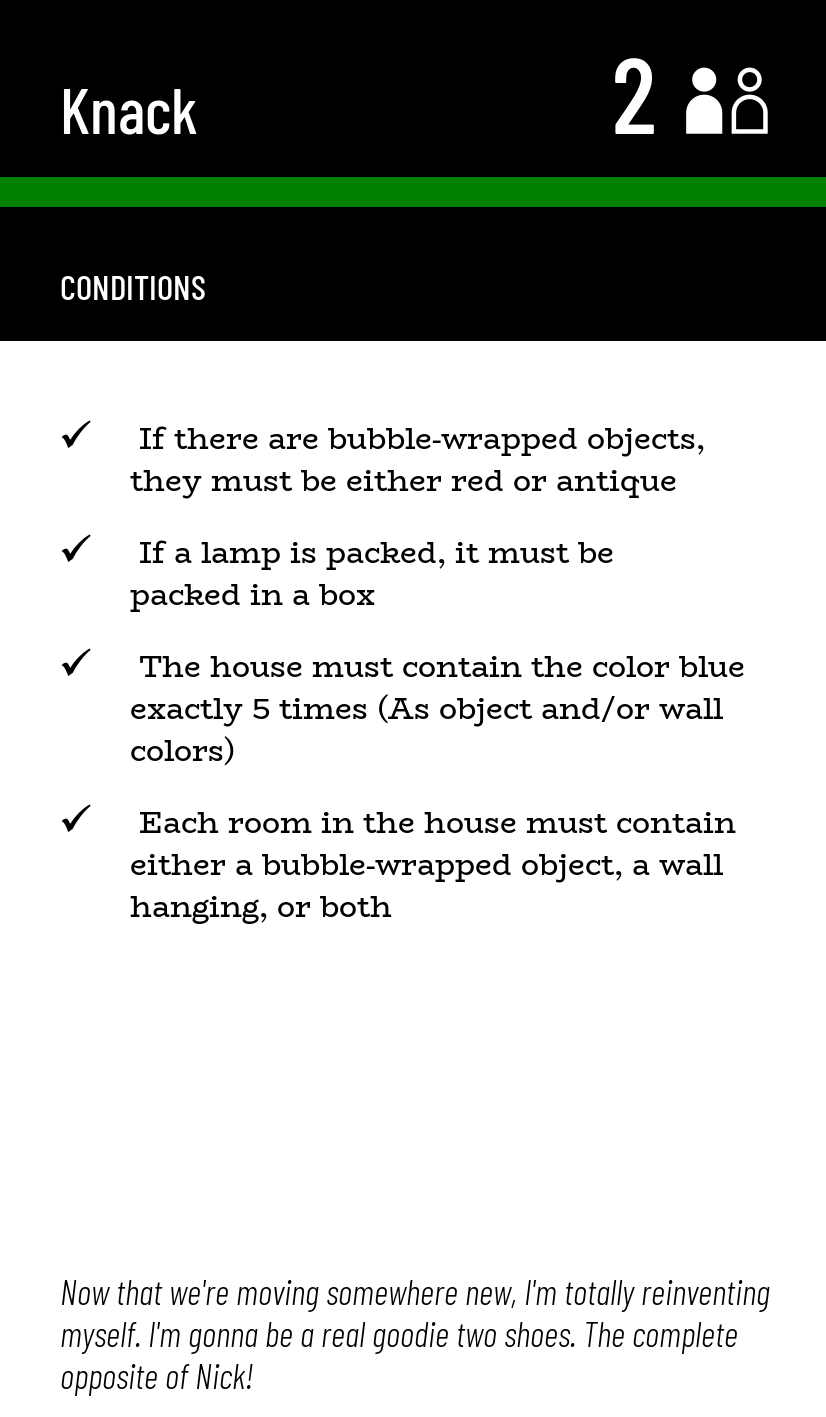 Knack
2
CONDITIONS
✓ If there are bubble-wrapped objects,
they must be either red or antique
✓ If a lamp is packed, it must be
packed in a box
✓ The house must contain the color blue
exactly 5 times (As object and/or wall
colors)
✓ Each room in the house must contain
either a bubble-wrapped object, a wall
hanging, or both
Now that we're moving somewhere new, I'm totally reinventing
myself. I'm gonna be a real goodie two shoes. The complete
opposite of Nick!